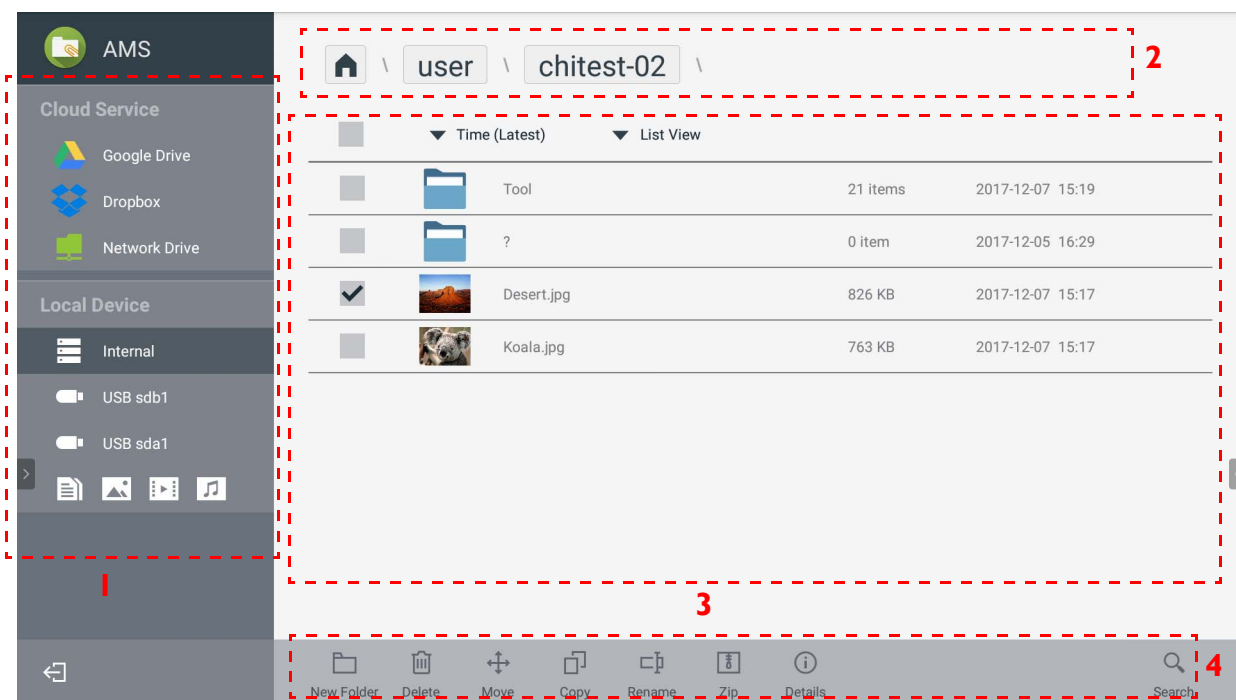 AMS
Cloud Service
Google Drive
Dropbox
Network Drive
Local Device
Internal
USB sdb1
USB sda1
1
\ user \ chitest-02 \
2
Time (Latest) List View
Tool 21 items 2017-12-07 15:19
? 0 item 2017-12-05 16:29
Desert.jpg 826 KB 2017-12-07 15:17
Koala.jpg 763 KB 2017-12-07 15:17
3
New Folder Delete Move Copy Rename Zip Details Search
4